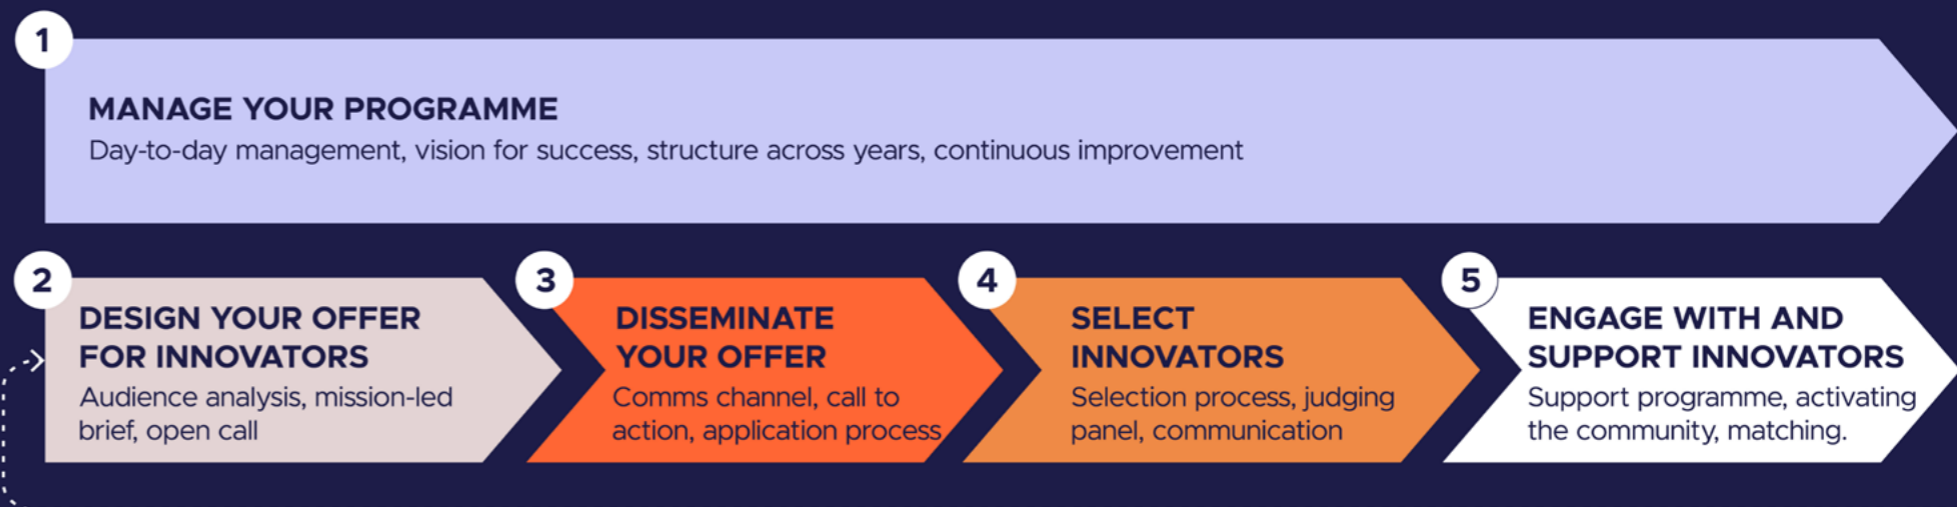 1
MANAGE YOUR PROGRAMME
Day-to-day management, vision for success, structure across years, continuous improvement
2
DESIGN YOUR OFFER
FOR INNOVATORS
Audience analysis, mission-led
brief, open call
3
DISSEMINATE
YOUR OFFER
Comms channel, call to
action, application process
4
SELECT
INNOVATORS
Selection process, judging
panel, communication
5
ENGAGE WITH AND
SUPPORT INNOVATORS
Support programme, activating
the community, matching.